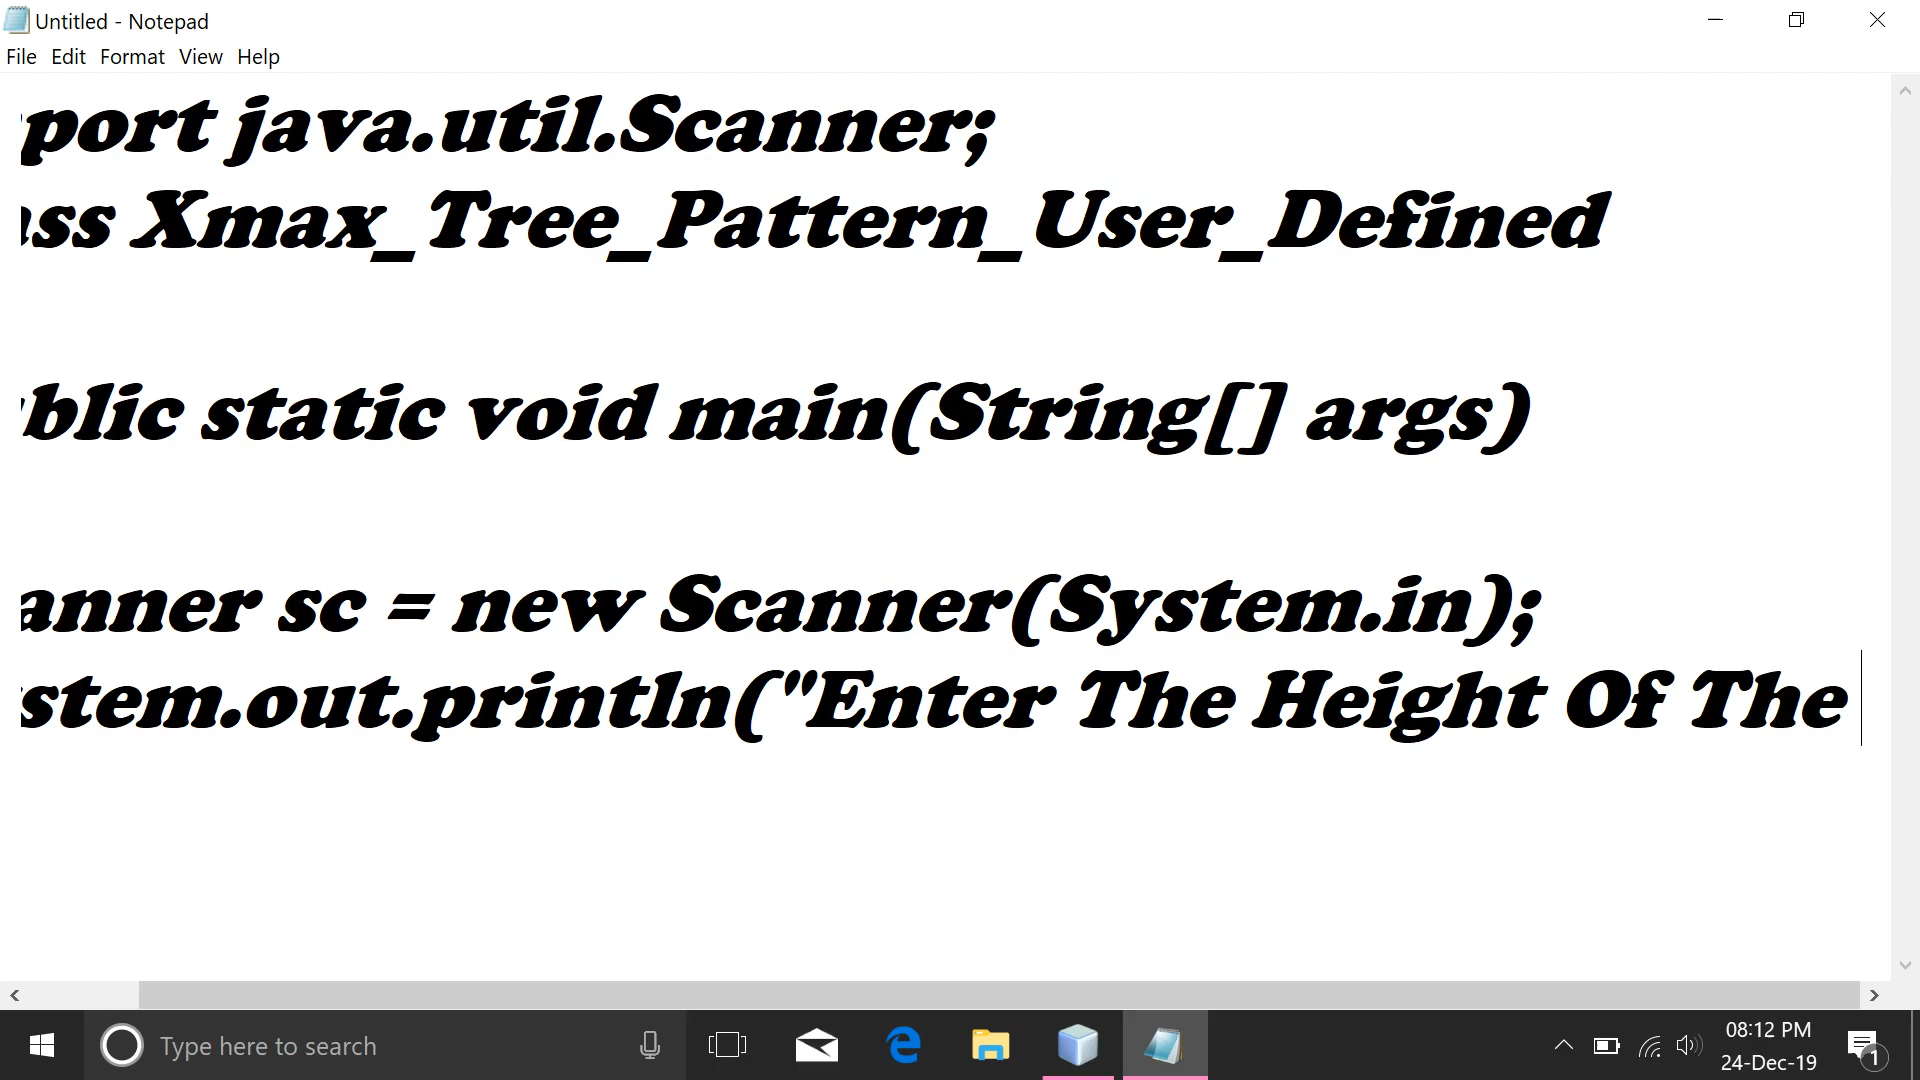 Untitled - Notepad
File Edit Format View Help
port java.util.Scanner;
ass Xmax_Tree_Pattern_User_Defined
blic static void main(String[] args)
anner sc = new Scanner(System.in);
stem.out.println("Enter The Height Of The
Type here to search
08:12 PM
24-Dec-19
1